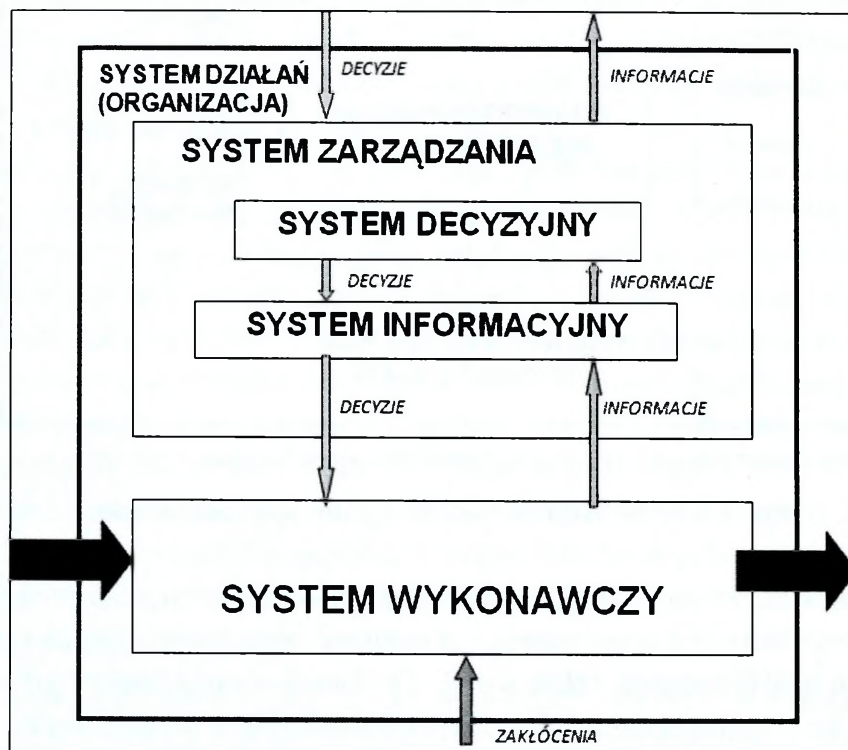 DECYZJE
INFORMACJE
SYSTEM DZIAŁAŃ
(ORGANIZACJA)
SYSTEM ZARZĄDZANIA
SYSTEM DECYZYJNY
DECYZJE
INFORMACJE
SYSTEM INFORMACYJNY
DECYZJE
INFORMACJE
SYSTEM WYKONAWCZY
ZAKŁÓCENIA